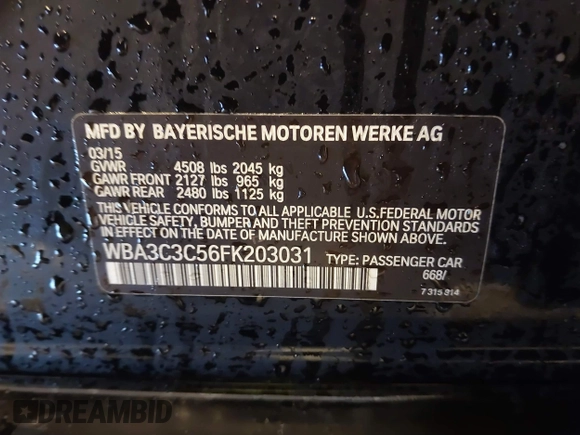 MFD BY BAYERISCHE MOTOREN WERKE AG
03/15
GVWR 4508 lbs 2045 kg
GAWR FRONT 2127 lbs 965 kg
GAWR REAR 2480 lbs 1125 kg
THIS VEHICLE CONFORMS TO ALL APPLICABLE U.S.FEDERAL MOTOR
VEHICLE SAFETY, BUMPER AND THEFT PREVENTION STANDARDS
IN EFFECT ON THE DATE OF MANUFACTURE SHOWN ABOVE.
WBA3C3C56FK203031 TYPE: PASSENGER CAR
668/
7 315 814
DREAMBID